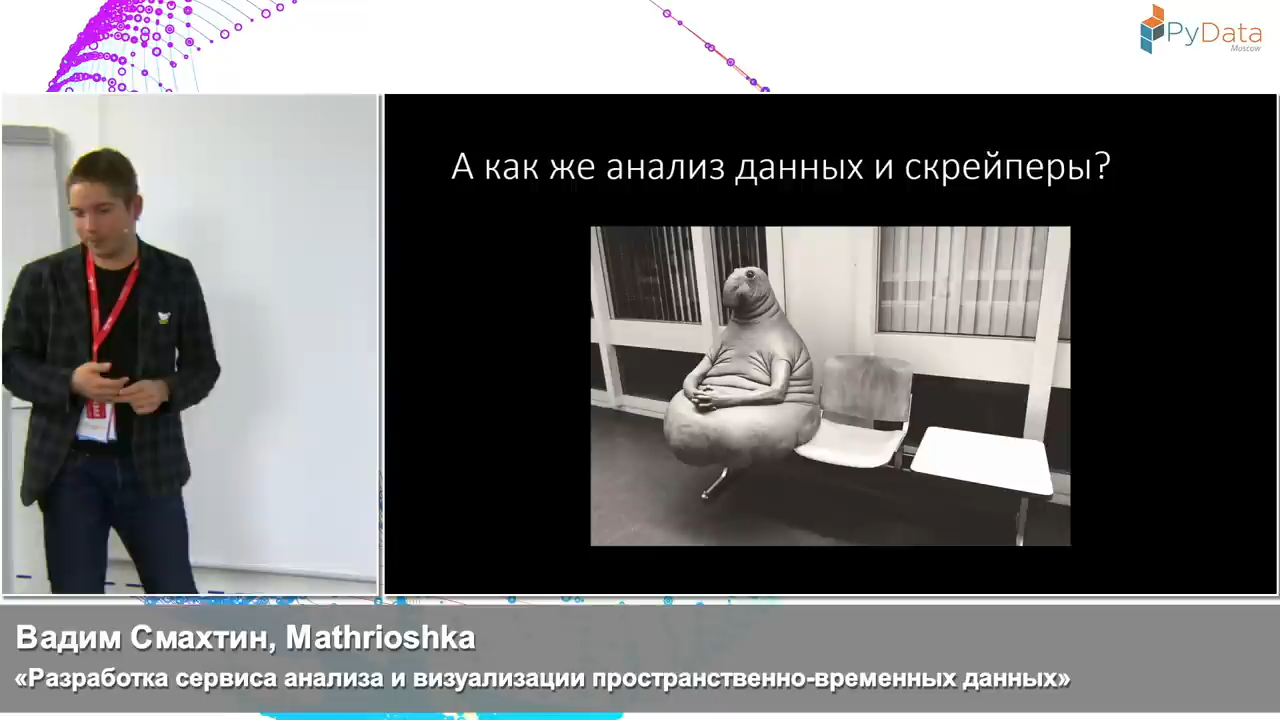 PyData
Moscow
А как же анализ данных и скрейперы?
Вадим Смахтин, Mathrioshka
«Разработка сервиса анализа и визуализации пространственно-временных данных»